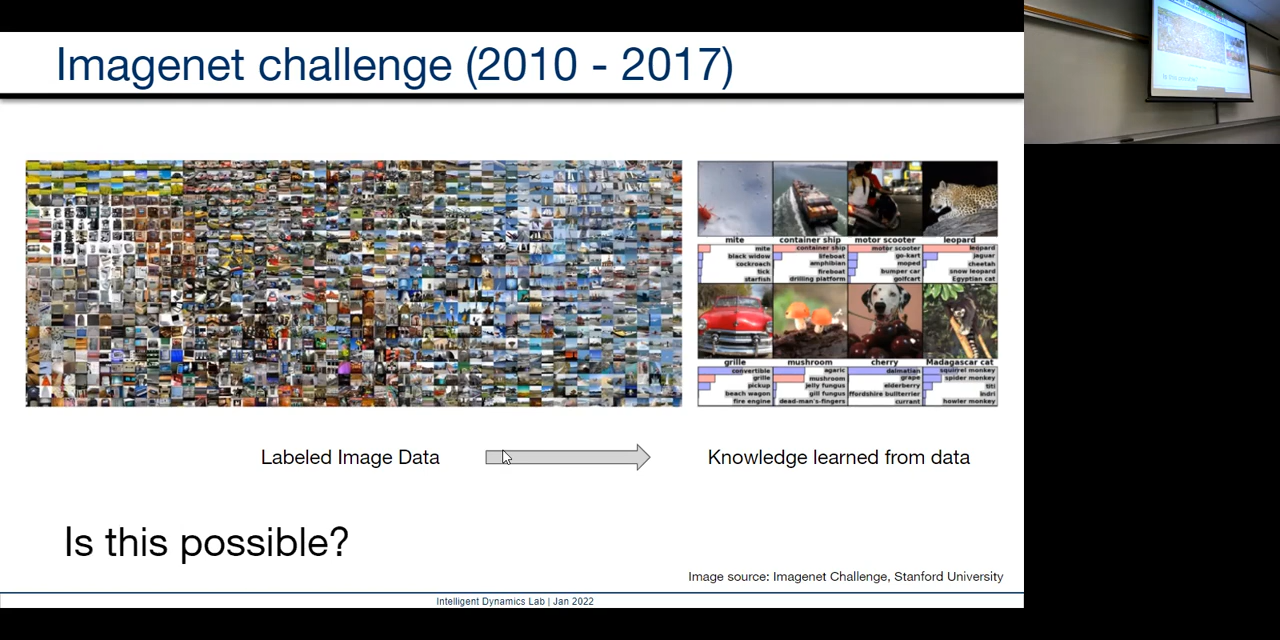 Imagenet challenge (2010 - 2017)
mite container ship motor scooter leopard
mite container ship motor scooter leopard
black widow lifeboat go-kart jaguar
cockroach amphibian moped cheetah
tick fireboat bumper car snow leopard
starfish drilling platform golfcart Egyptian cat
grille mushroom cherry Madagascar cat
convertible agaric dalmatian squirrel monkey
grille mushroom grape spider monkey
pickup jelly fungus elderberry titi
beach wagon gill fungus ffordshire bullterrier indri
fire engine dead-man's-fingers currant howler monkey
Labeled Image Data
Knowledge learned from data
Is this possible?
Image source: Imagenet Challenge, Stanford University
Intelligent Dynamics Lab | Jan 2022